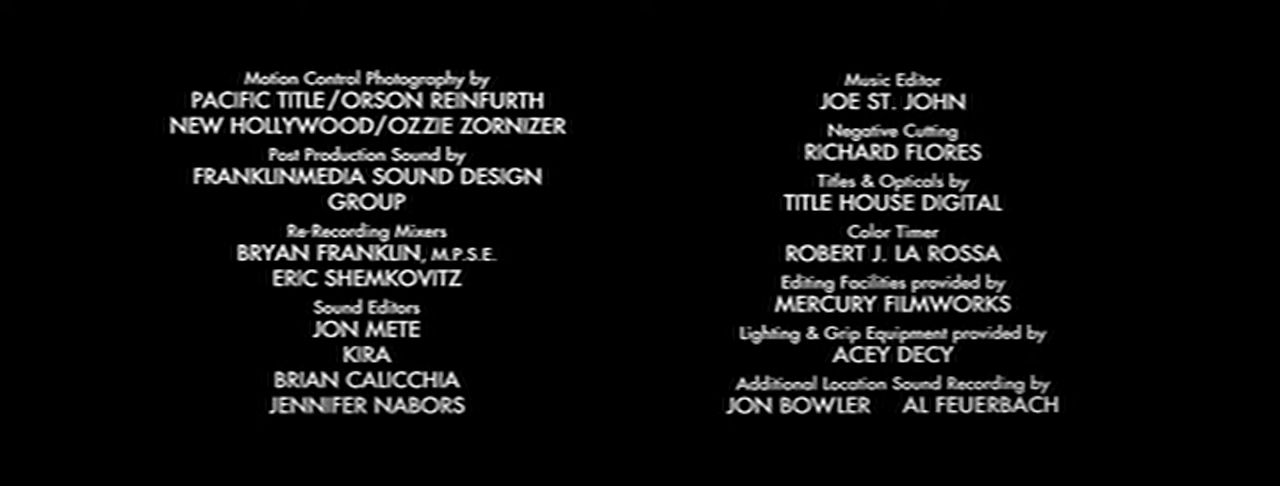 Motion Control Photography by
PACIFIC TITLE/ORSON REINFURTH
NEW HOLLYWOOD/OZZIE ZORNIZER
Post Production Sound by
FRANKLINMEDIA SOUND DESIGN
GROUP
Re-Recording Mixers
BRYAN FRANKLIN, M.P.S.E.
ERIC SHEMKOVITZ
Sound Editors
JON METE
KIRA
BRIAN CALICCHIA
JENNIFER NABORS
Music Editor
JOE ST. JOHN
Negative Cutting
RICHARD FLORES
Titles & Opticals by
TITLE HOUSE DIGITAL
Color Timer
ROBERT J. LA ROSSA
Editing Facilities provided by
MERCURY FILMWORKS
Lighting & Grip Equipment provided by
ACEY DECY
Additional Location Sound Recording by
JON BOWLER AL FEUERBACH